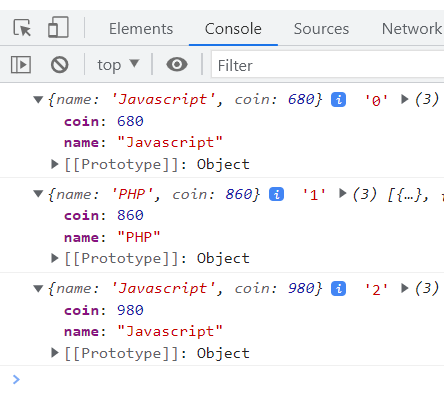 Elements Console Sources Network
top Filter
{name: 'Javascript', coin: 680} i '0' (3)
coin: 680
name: "Javascript"
[[Prototype]]: Object
{name: 'PHP', coin: 860} i '1' (3) [{…},
coin: 860
name: "PHP"
[[Prototype]]: Object
{name: 'Javascript', coin: 980} i '2' (3)
coin: 980
name: "Javascript"
[[Prototype]]: Object